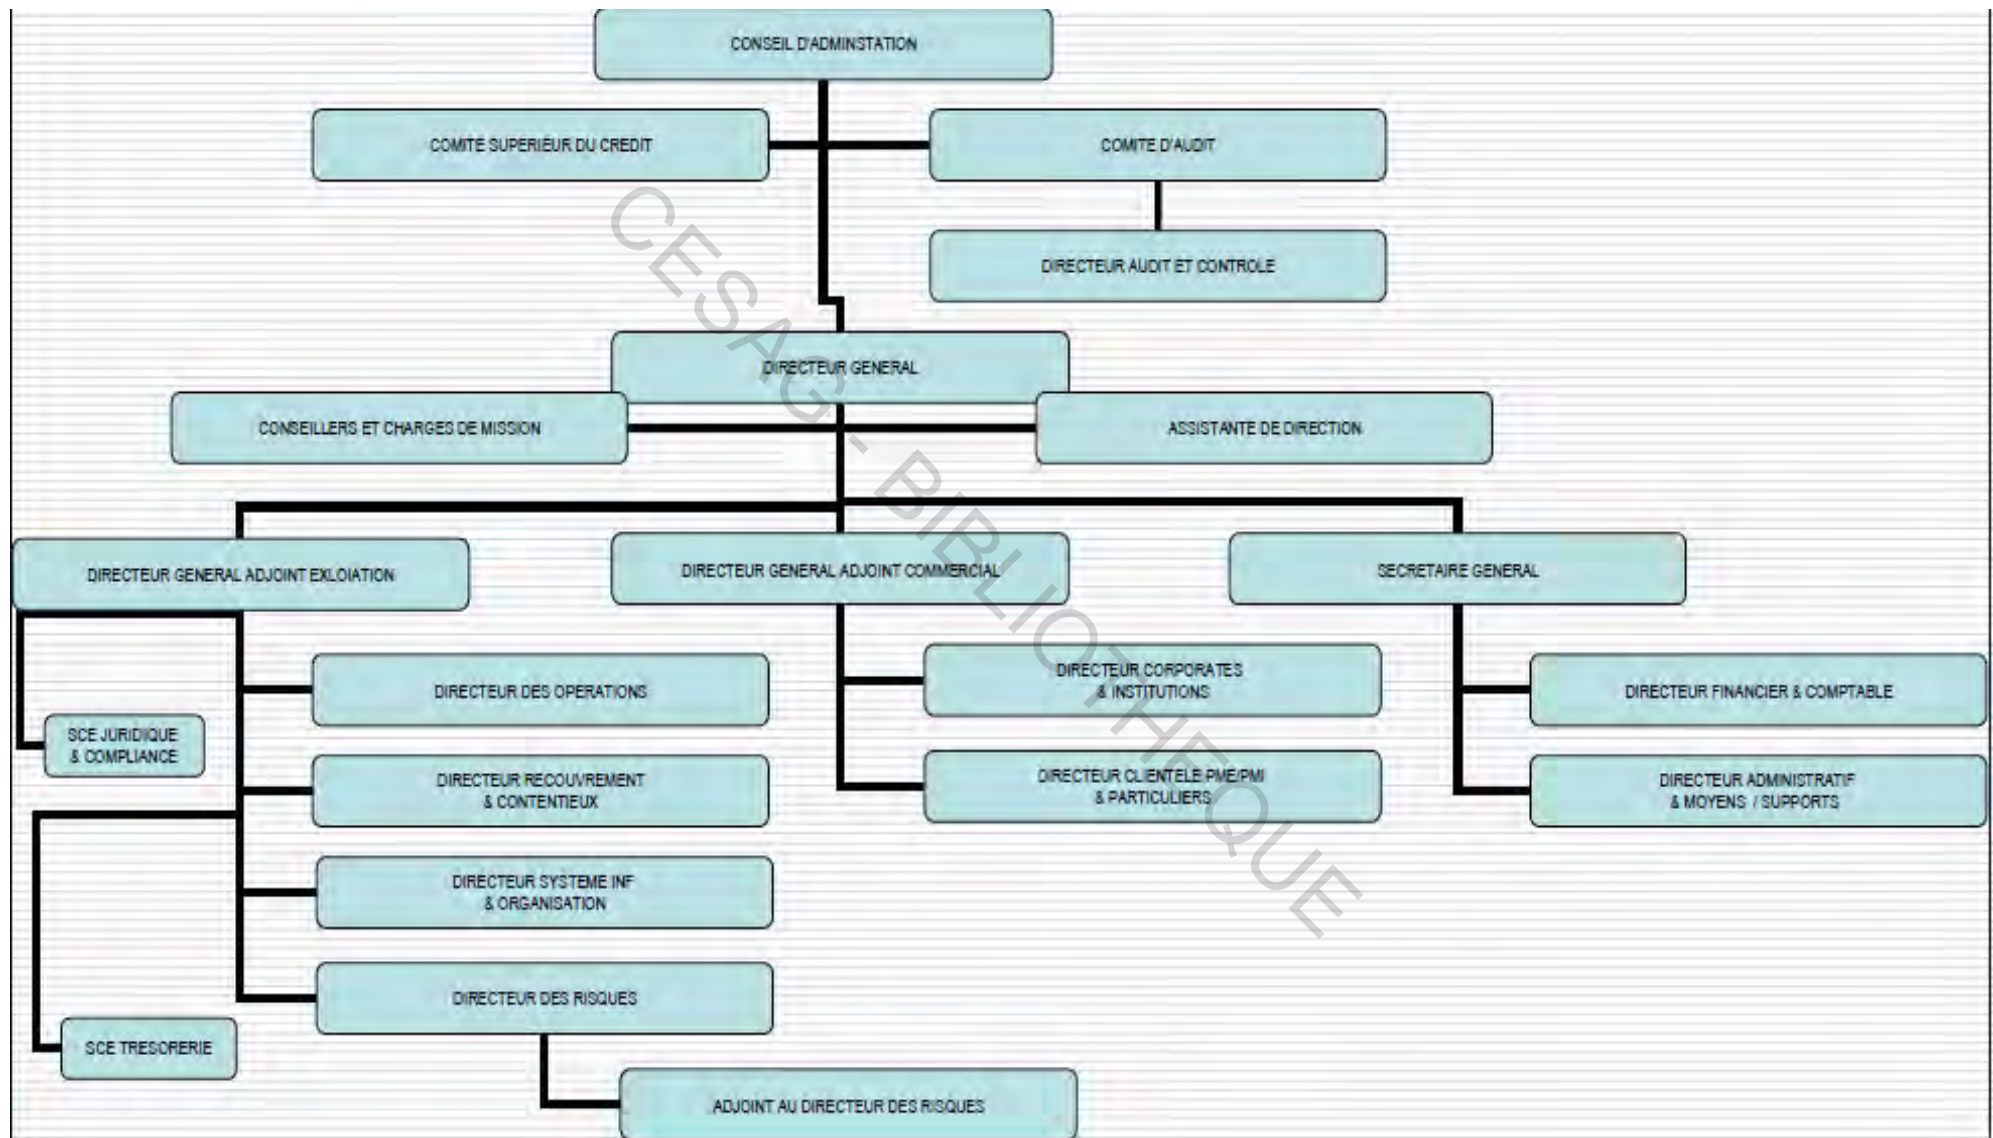 CONSEIL D'ADMINSTATION
COMITE SUPERIEUR DU CREDIT
COMITE D'AUDIT
DIRECTEUR AUDIT ET CONTROLE
DIRECTEUR GENERAL
CONSEILLERS ET CHARGES DE MISSION
ASSISTANTE DE DIRECTION
DIRECTEUR GENERAL ADJOINT EXLOIATION
DIRECTEUR GENERAL ADJOINT COMMERCIAL
SECRETAIRE GENERAL
DIRECTEUR DES OPERATIONS
DIRECTEUR CORPORATES
& INSTITUTIONS
DIRECTEUR FINANCIER & COMPTABLE
SCE JURIDIQUE
& COMPLIANCE
DIRECTEUR RECOUVREMENT
& CONTENTIEUX
DIRECTEUR CLIENTELE PME/PMI
& PARTICULIERS
DIRECTEUR ADMINISTRATIF
& MOYENS / SUPPORTS
DIRECTEUR SYSTEME INF
& ORGANISATION
DIRECTEUR DES RISQUES
SCE TRESORERIE
ADJOINT AU DIRECTEUR DES RISQUES
CESAG - BIBLIOTHEQUE